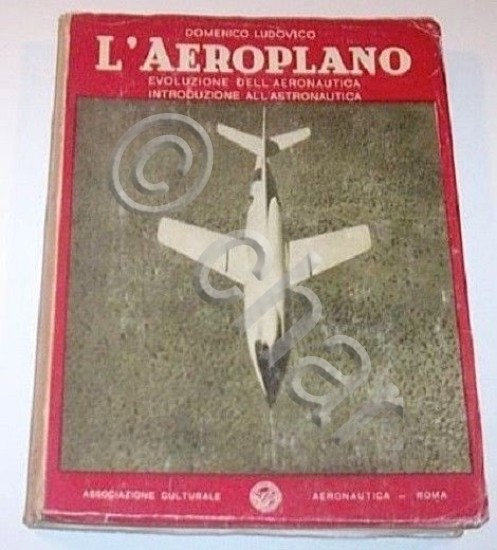 DOMENICO LUDOVICO
L'AEROPLANO
EVOLUZIONE DELL'AERONAUTICA
INTRODUZIONE ALL'ASTRONAUTICA
©
ASSOCIAZIONE CULTURALE AERONAUTICA - ROMA